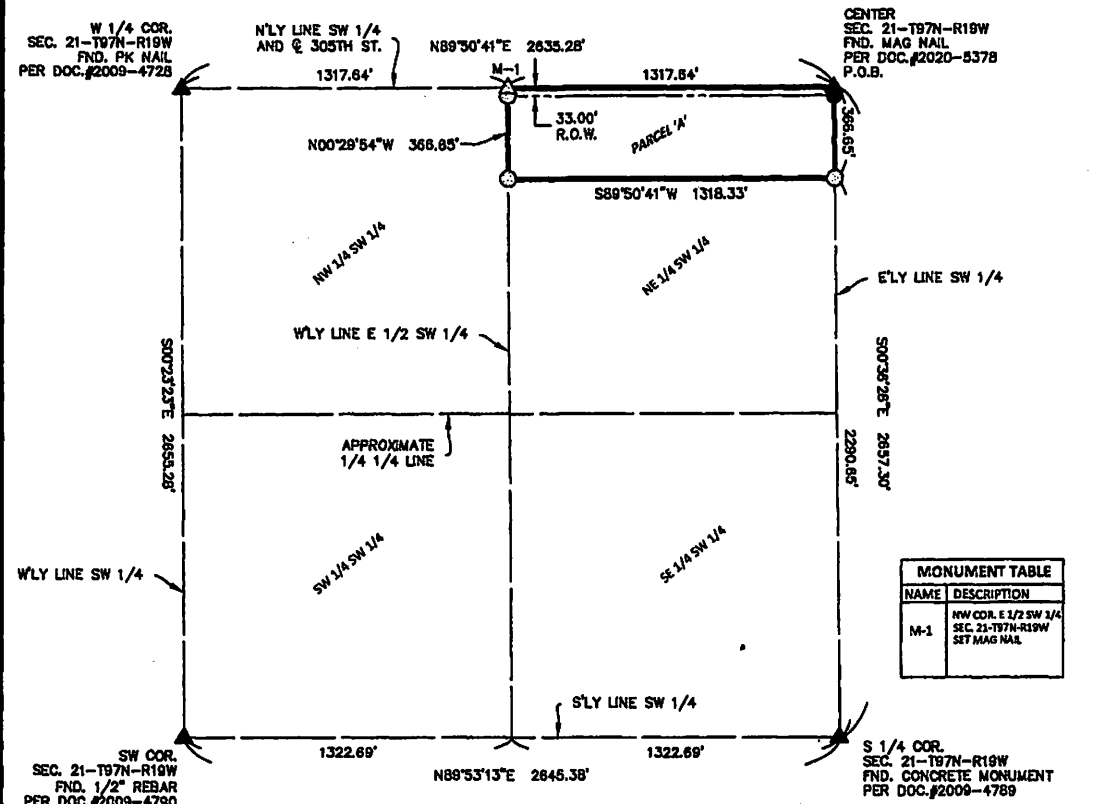 W 1/4 COR.
SEC. 21-T97N-R19W
FND. PK NAIL
PER DOC.#2009-4728
N'LY LINE SW 1/4
AND ℄ 305TH ST.
N89°50'41"E 2635.28'
CENTER
SEC. 21-T97N-R19W
FND. MAG NAIL
PER DOC.#2020-5378
P.O.B.
1317.64'
M-1
1317.64'
33.00'
R.O.W.
PARCEL 'A'
366.65'
N00°29'54"W 366.65'
S89°50'41"W 1318.33'
NW 1/4 SW 1/4
NE 1/4 SW 1/4
E'LY LINE SW 1/4
W'LY LINE E 1/2 SW 1/4
S00°23'23"E 2655.28'
S00°36'28"E 2657.30'
2290.65'
APPROXIMATE
1/4 1/4 LINE
SW 1/4 SW 1/4
SE 1/4 SW 1/4
W'LY LINE SW 1/4
MONUMENT TABLE
NAME DESCRIPTION
M-1
NW COR. E 1/2 SW 1/4
SEC. 21-T97N-R19W
SET MAG NAIL
S'LY LINE SW 1/4
SW COR.
SEC. 21-T97N-R19W
FND. 1/2" REBAR
PER DOC.#2009-4790
1322.69'
1322.69'
N89°53'13"E 2645.38'
S 1/4 COR.
SEC. 21-T97N-R19W
FND. CONCRETE MONUMENT
PER DOC.#2009-4789